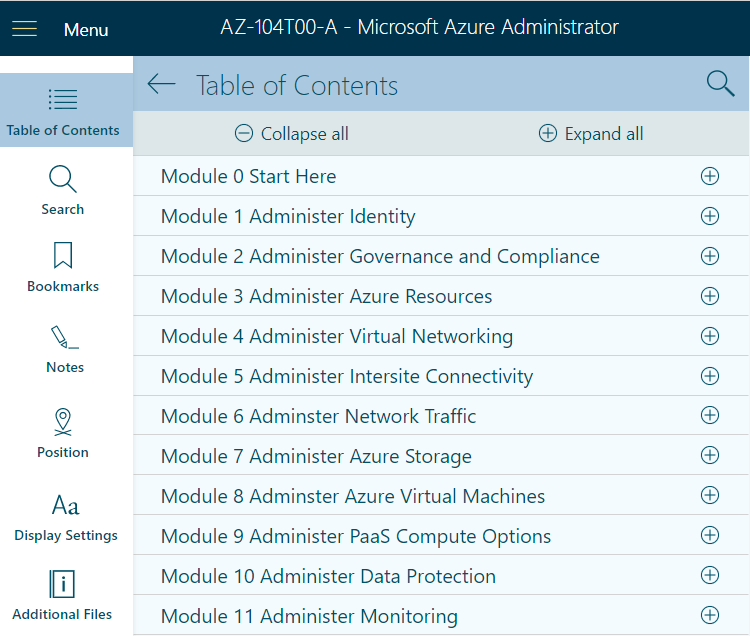 Menu
AZ-104T00-A - Microsoft Azure Administrator
Table of Contents
Search
Bookmarks
Notes
Position
Aa
Display Settings
Additional Files
Table of Contents
Collapse all
Expand all
Module 0 Start Here
Module 1 Administer Identity
Module 2 Administer Governance and Compliance
Module 3 Administer Azure Resources
Module 4 Administer Virtual Networking
Module 5 Administer Intersite Connectivity
Module 6 Adminster Network Traffic
Module 7 Administer Azure Storage
Module 8 Adminster Azure Virtual Machines
Module 9 Administer PaaS Compute Options
Module 10 Administer Data Protection
Module 11 Administer Monitoring